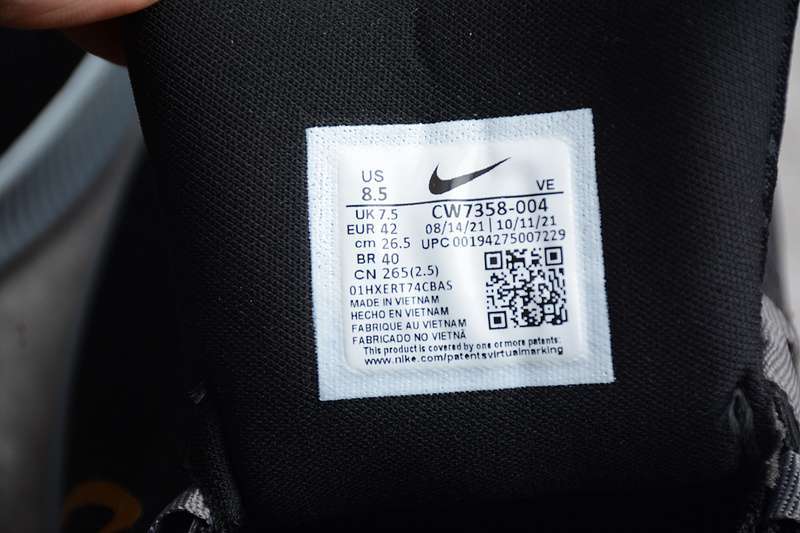 US
8.5
VE
UK 7.5
CW7358-004
EUR 42
08/14/21 | 10/11/21
cm 26.5
UPC 00194275007229
BR 40
CN 265(2.5)
01HXERT74CBAS
MADE IN VIETNAM
HECHO EN VIETNAM
FABRIQUE AU VIETNAM
FABRICADO NO VIETNÃ
This product is covered by one or more patents:
www.nike.com/patentsvirtualmarking